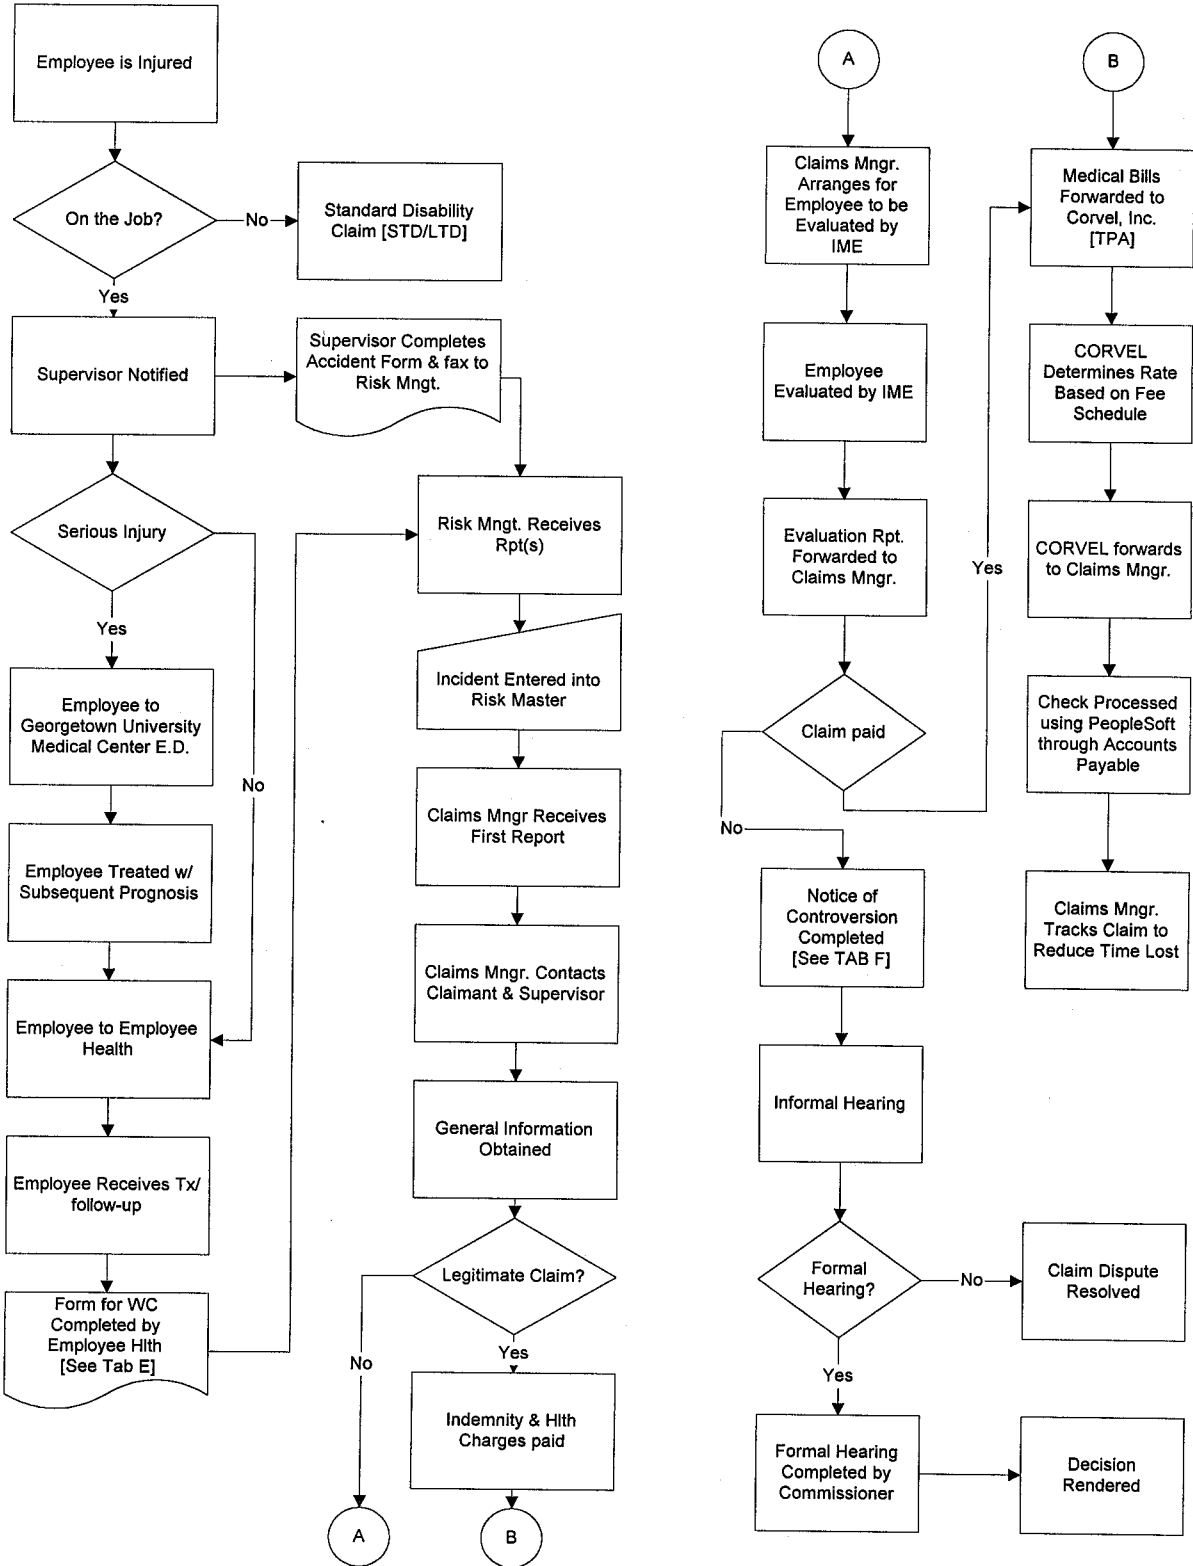 Employee is Injured
On the Job?
No
Standard Disability
Claim [STD/LTD]
Yes
Supervisor Notified
Supervisor Completes
Accident Form & fax to
Risk Mngt.
Serious Injury
Yes
No
Employee to
Georgetown University
Medical Center E.D.
Employee Treated w/
Subsequent Prognosis
Employee to Employee
Health
Employee Receives Tx/
follow-up
Form for WC
Completed by
Employee Hlth
[See Tab E]
Risk Mngt. Receives
Rpt(s)
Incident Entered into
Risk Master
Claims Mngr Receives
First Report
Claims Mngr. Contacts
Claimant & Supervisor
General Information
Obtained
Legitimate Claim?
No
Yes
Indemnity & Hlth
Charges paid
A
B
A
Claims Mngr.
Arranges for
Employee to be
Evaluated by
IME
Employee
Evaluated by IME
Evaluation Rpt.
Forwarded to
Claims Mngr.
Claim paid
Yes
No
Notice of
Controversion
Completed
[See TAB F]
Informal Hearing
Formal
Hearing?
No
Claim Dispute
Resolved
Yes
Formal Hearing
Completed by
Commissioner
Decision
Rendered
B
Medical Bills
Forwarded to
Corvel, Inc.
[TPA]
CORVEL
Determines Rate
Based on Fee
Schedule
CORVEL forwards
to Claims Mngr.
Check Processed
using PeopleSoft
through Accounts
Payable
Claims Mngr.
Tracks Claim to
Reduce Time Lost